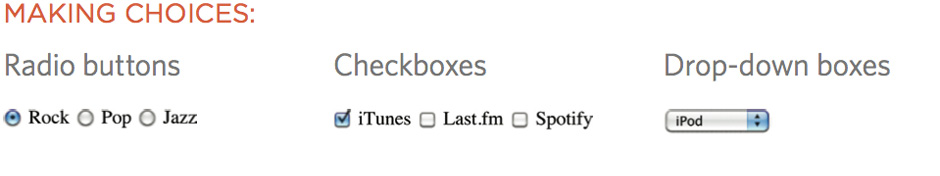 MAKING CHOICES:
Radio buttons Checkboxes Drop-down boxes
Rock Pop Jazz iTunes Last.fm Spotify iPod